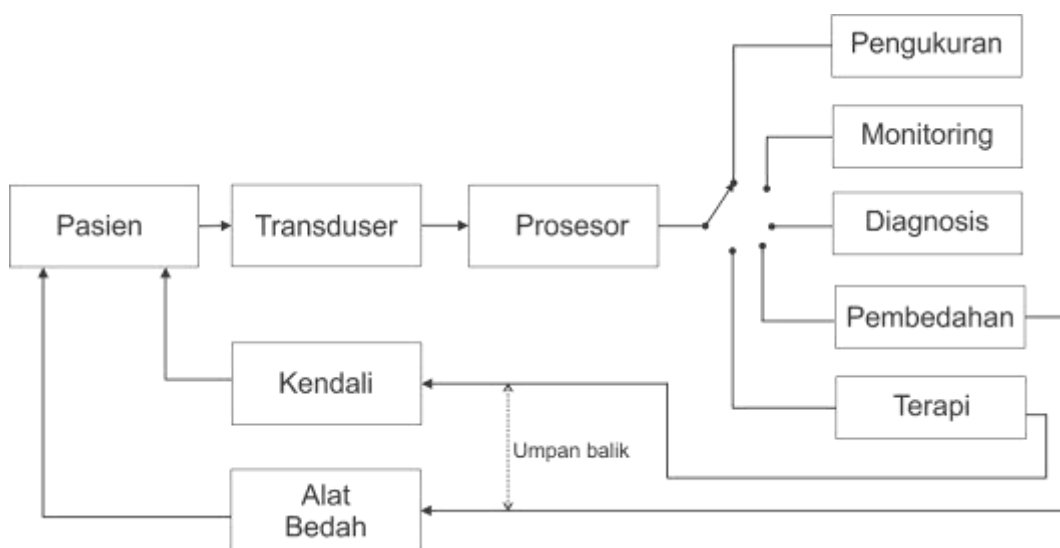 Pengukuran
Monitoring
Pasien
Transduser
Prosesor
Diagnosis
Pembedahan
Kendali
Terapi
Umpan balik
Alat
Bedah